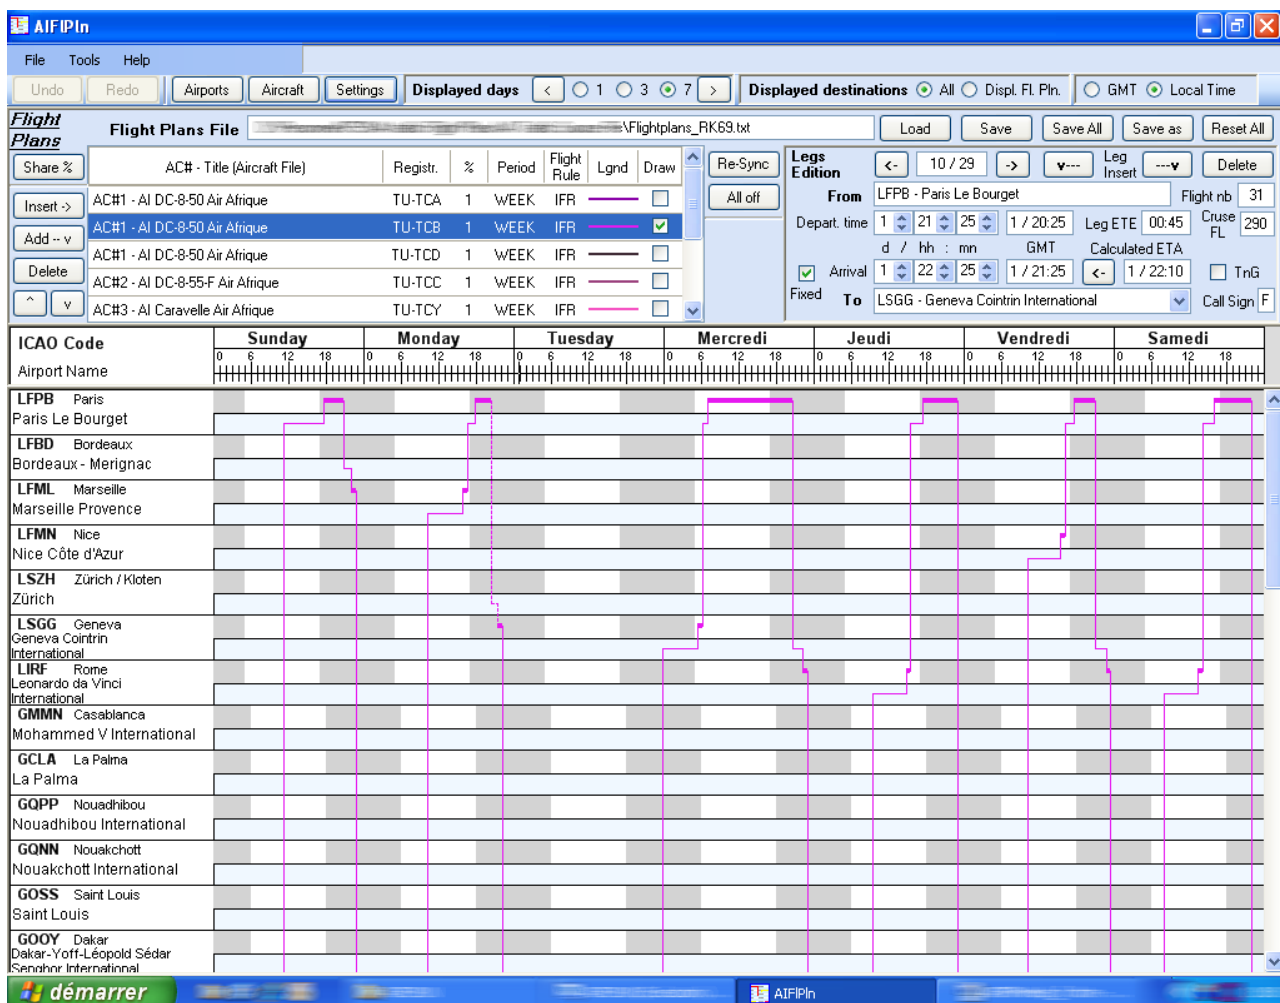 AIFlPln
File Tools Help
Undo Redo Airports Aircraft Settings Displayed days < 1 3 7 > Displayed destinations All Displ. Fl. Pln. GMT Local Time
Flight Plans
Flight Plans File \Flightplans_RK69.txt Load Save Save All Save as Reset All
Share % AC# - Title (Aircraft File) Registr. % Period Flight Rule Lgnd Draw Re-Sync Legs Edition <- 10 / 29 -> v--- Leg Insert ---v Delete
Insert -> AC#1 - AI DC-8-50 Air Afrique TU-TCA 1 WEEK IFR All off From LFPB - Paris Le Bourget Flight nb 31
Add -- v AC#1 - AI DC-8-50 Air Afrique TU-TCB 1 WEEK IFR Depart. time 1 21 25 1 / 20:25 Leg ETE 00:45 Cruse FL 290
AC#1 - AI DC-8-50 Air Afrique TU-TCD 1 WEEK IFR d / hh : mn GMT Calculated ETA
Delete AC#2 - AI DC-8-55-F Air Afrique TU-TCC 1 WEEK IFR Arrival 1 22 25 1 / 21:25 <- 1 / 22:10 TnG
^ v AC#3 - AI Caravelle Air Afrique TU-TCY 1 WEEK IFR Fixed To LSGG - Geneva Cointrin International Call Sign F
ICAO Code Sunday Monday Tuesday Mercredi Jeudi Vendredi Samedi
0 6 12 18 0 6 12 18 0 6 12 18 0 6 12 18 0 6 12 18 0 6 12 18 0 6 12 18
Airport Name
LFPB Paris
Paris Le Bourget
LFBD Bordeaux
Bordeaux - Merignac
LFML Marseille
Marseille Provence
LFMN Nice
Nice Côte d'Azur
LSZH Zürich / Kloten
Zürich
LSGG Geneva
Geneva Cointrin
International
LIRF Rome
Leonardo da Vinci
International
GMMN Casablanca
Mohammed V International
GCLA La Palma
La Palma
GQPP Nouadhibou
Nouadhibou International
GQNN Nouakchott
Nouakchott International
GOSS Saint Louis
Saint Louis
GOOY Dakar
Dakar-Yoff-Léopold Sédar
Senghor International
démarrer AIFlPln